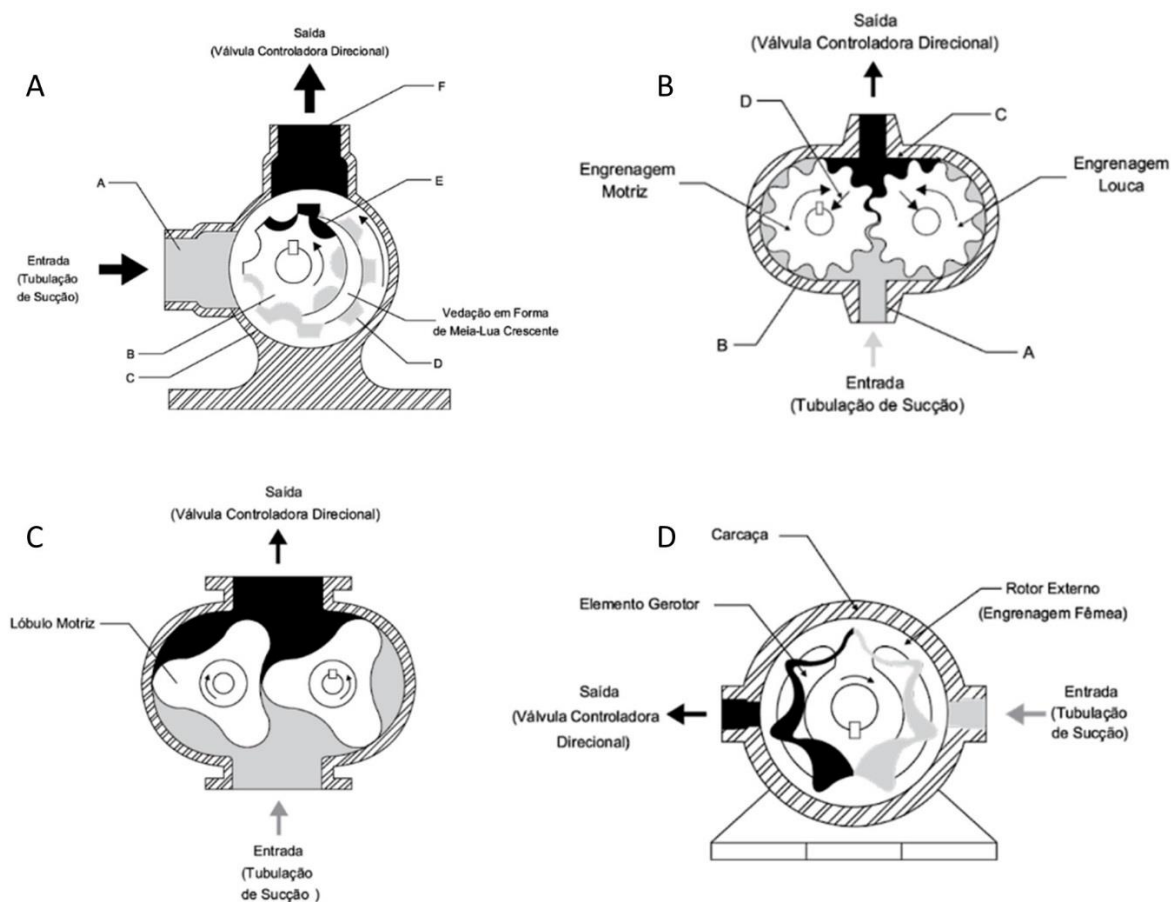 A
Saída
(Válvula Controladora Direcional)
F
A
E
Entrada
(Tubulação
de Sucção)
Vedação em Forma
de Meia-Lua Crescente
B
C
D
B
Saída
(Válvula Controladora Direcional)
D
C
Engrenagem
Motriz
Engrenagem
Louca
B
A
Entrada
(Tubulação de Sucção)
C
Saída
(Válvula Controladora Direcional)
Lóbulo Motriz
Entrada
(Tubulação
de Sucção )
D
Carcaça
Elemento Gerotor
Rotor Externo
(Engrenagem Fêmea)
Saída
(Válvula Controladora
Direcional)
Entrada
(Tubulação
de Sucção)